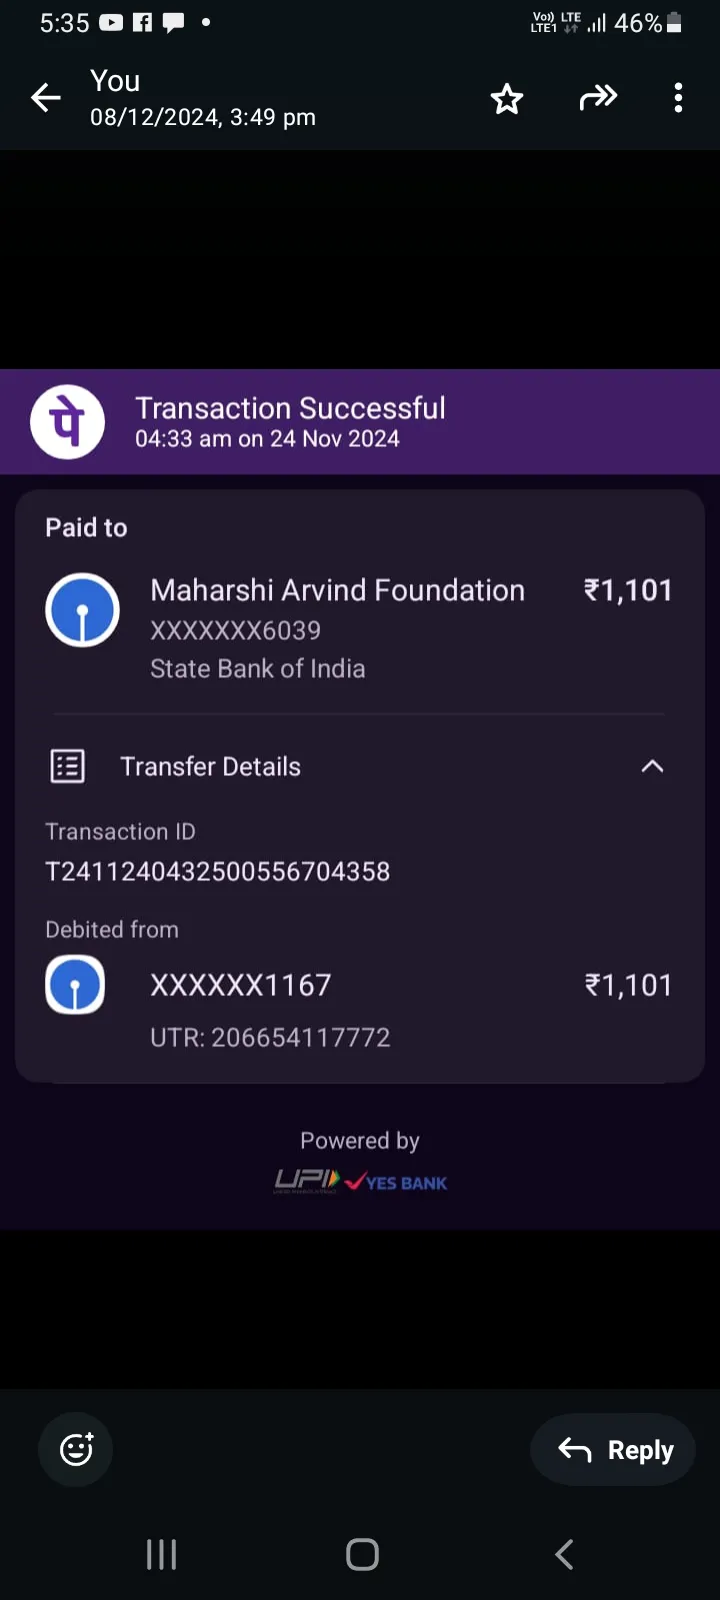 5:35
Vo)) LTE
LTE1
46%
You
08/12/2024, 3:49 pm
पे
Transaction Successful
04:33 am on 24 Nov 2024
Paid to
Maharshi Arvind Foundation ₹1,101
XXXXXXX6039
State Bank of India
Transfer Details
Transaction ID
T2411240432500556704358
Debited from
XXXXXX1167 ₹1,101
UTR: 206654117772
Powered by
UPI YES BANK
Reply